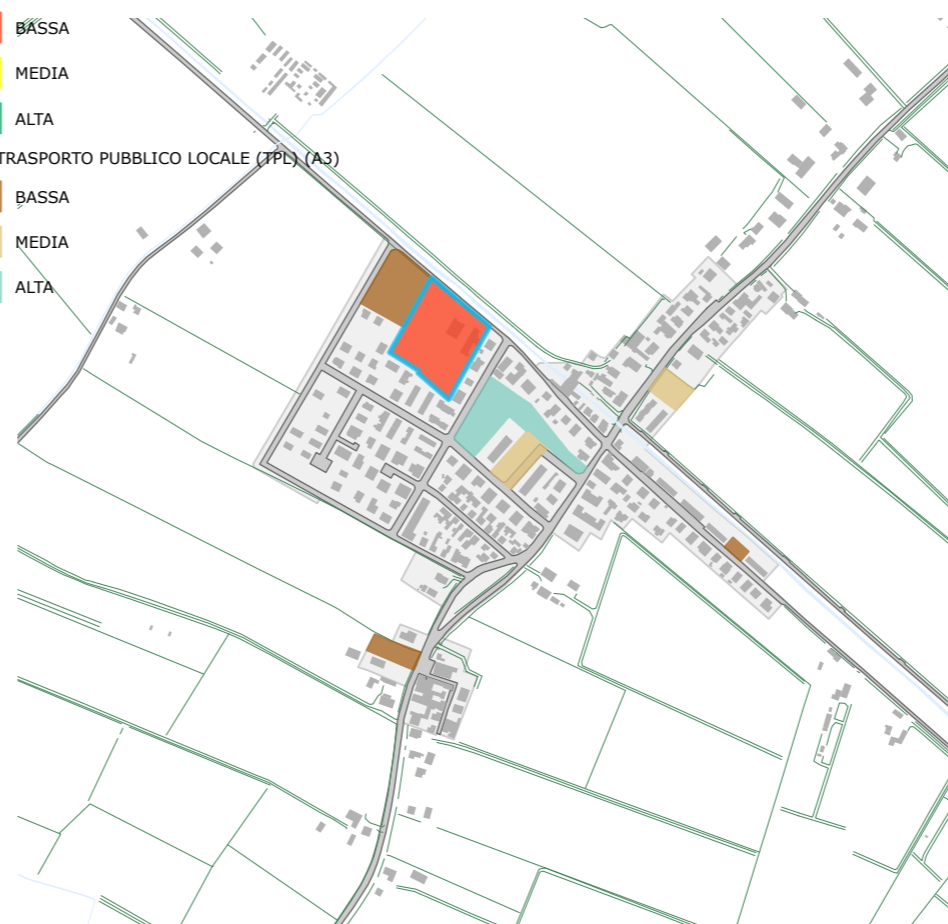 BASSA
MEDIA
ALTA
TRASPORTO PUBBLICO LOCALE (TPL) (A3)
BASSA
MEDIA
ALTA